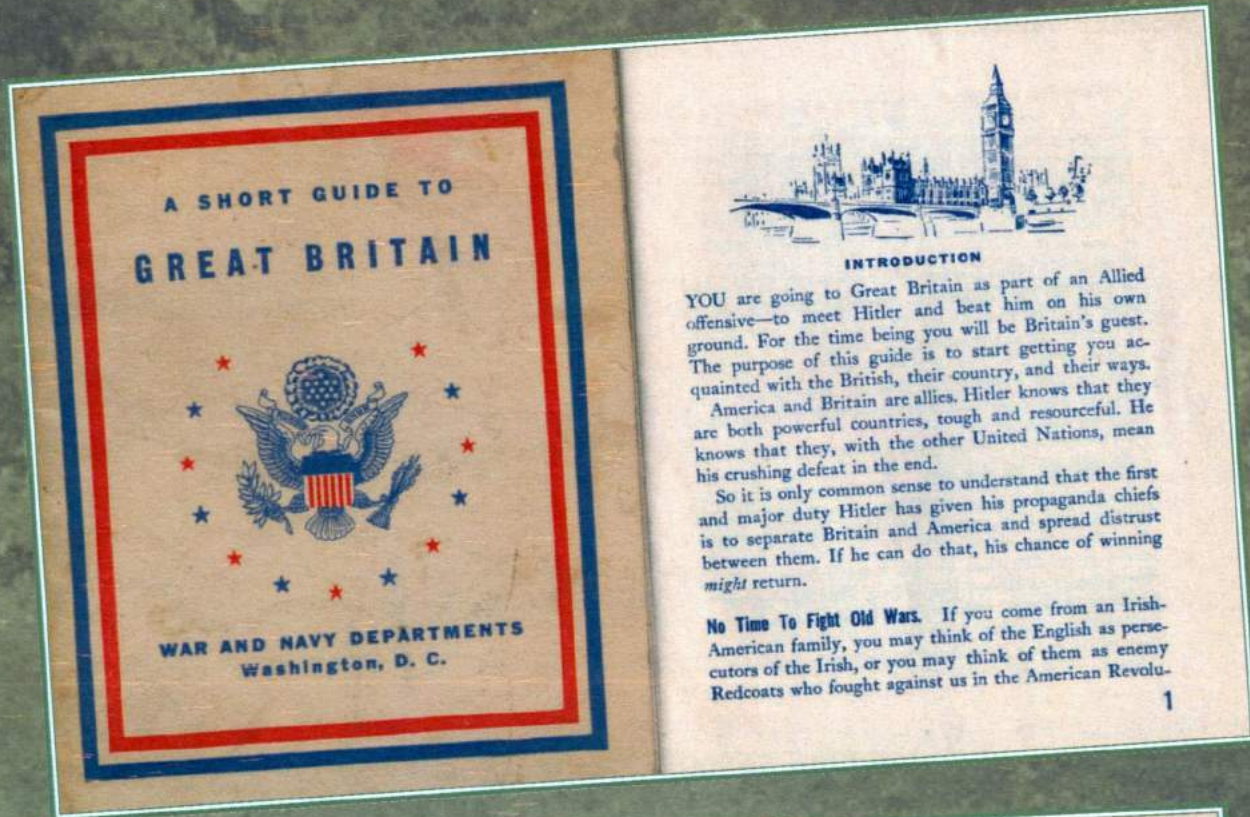 A SHORT GUIDE TO
GREAT BRITAIN
WAR AND NAVY DEPARTMENTS
Washington, D. C.
INTRODUCTION
YOU are going to Great Britain as part of an Allied
offensive—to meet Hitler and beat him on his own
ground. For the time being you will be Britain's guest.
The purpose of this guide is to start getting you ac-
quainted with the British, their country, and their ways.
America and Britain are allies. Hitler knows that they
are both powerful countries, tough and resourceful. He
knows that they, with the other United Nations, mean
his crushing defeat in the end.
So it is only common sense to understand that the first
and major duty Hitler has given his propaganda chiefs
is to separate Britain and America and spread distrust
between them. If he can do that, his chance of winning
might return.
No Time To Fight Old Wars. If you come from an Irish-
American family, you may think of the English as perse-
cutors of the Irish, or you may think of them as enemy
Redcoats who fought against us in the American Revolu-
1